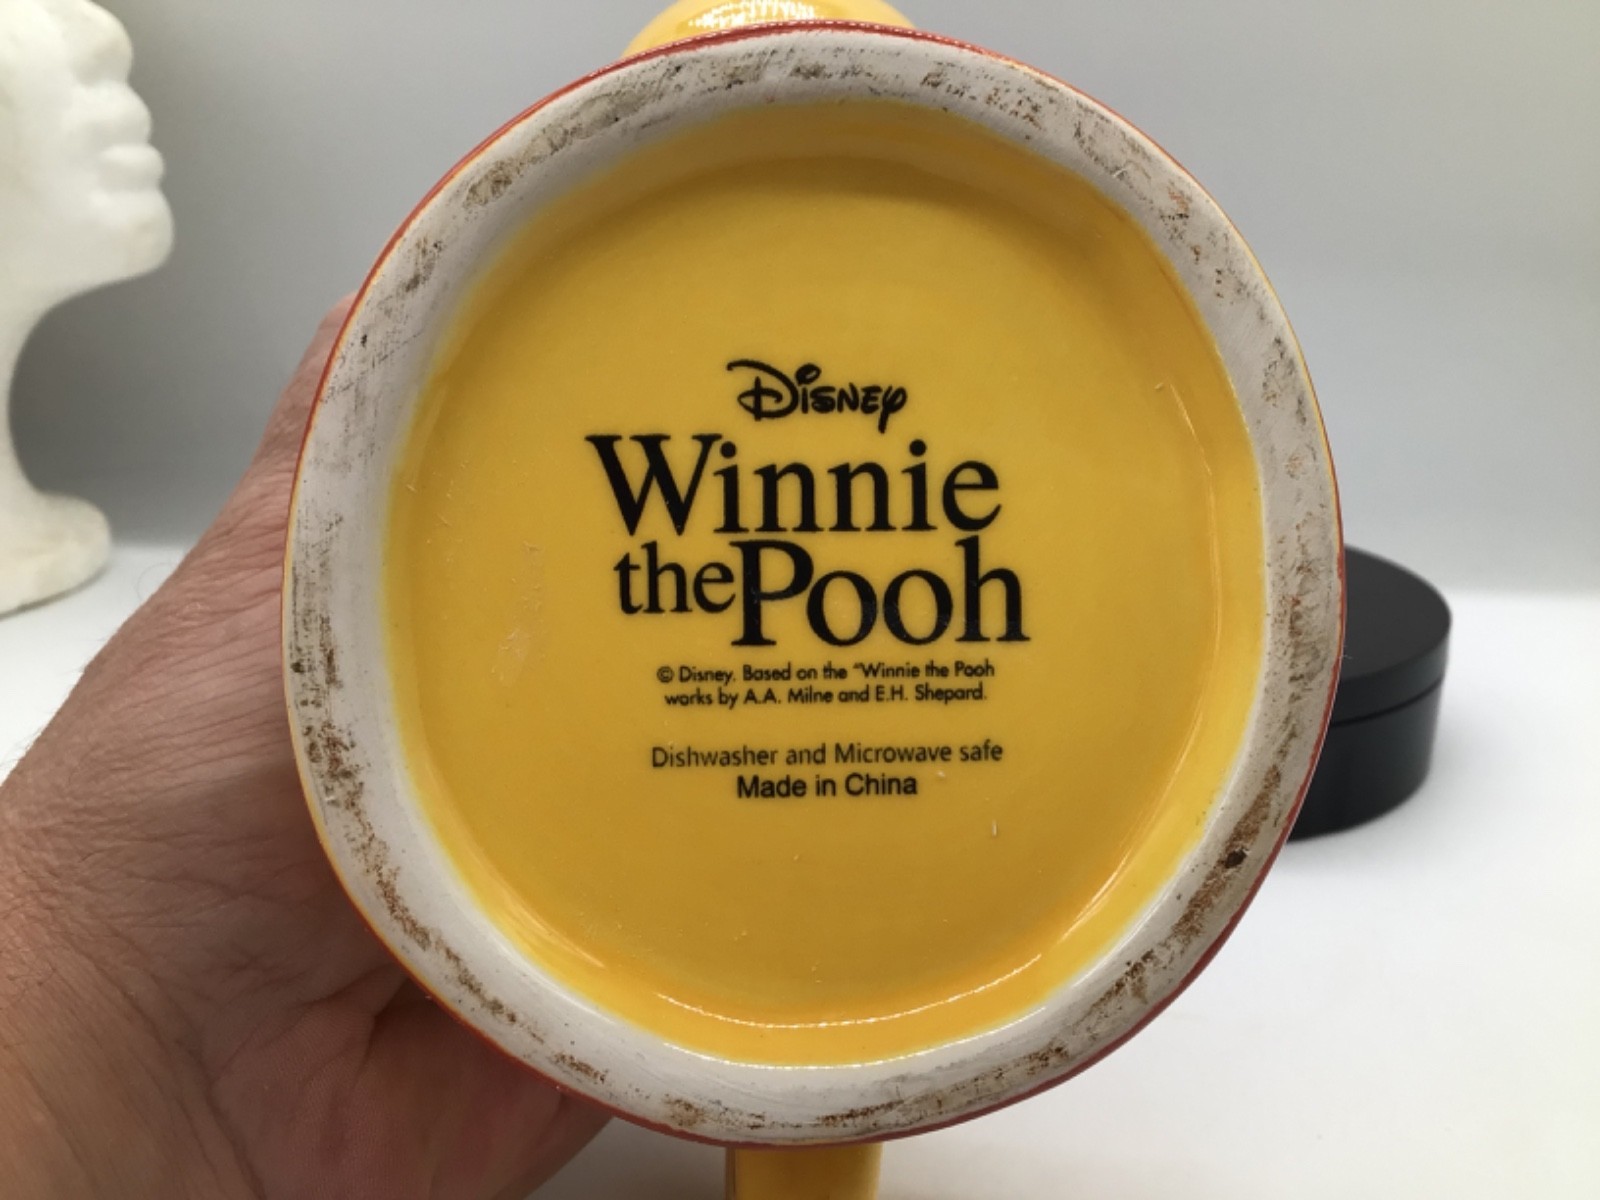 Disney
Winnie
the Pooh
© Disney. Based on the "Winnie the Pooh
works by A.A. Milne and E.H. Shepard.
Dishwasher and Microwave safe
Made in China